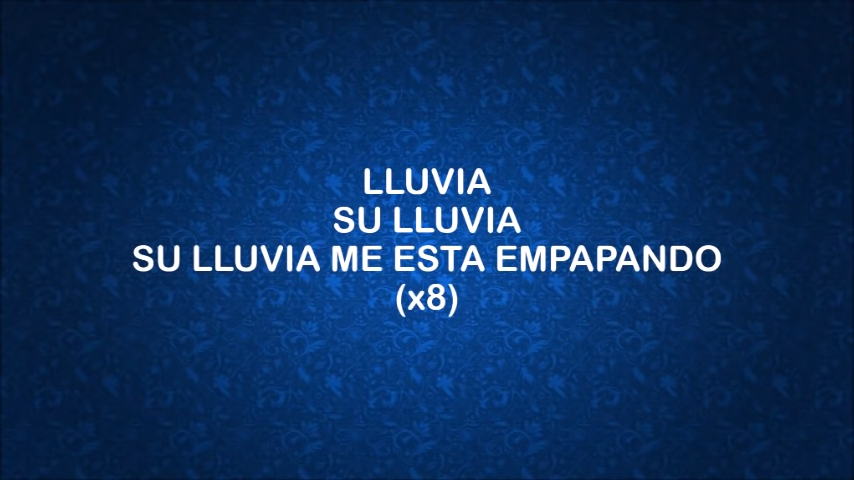 LLUVIA
SU LLUVIA
SU LLUVIA ME ESTA EMPAPANDO
(x8)